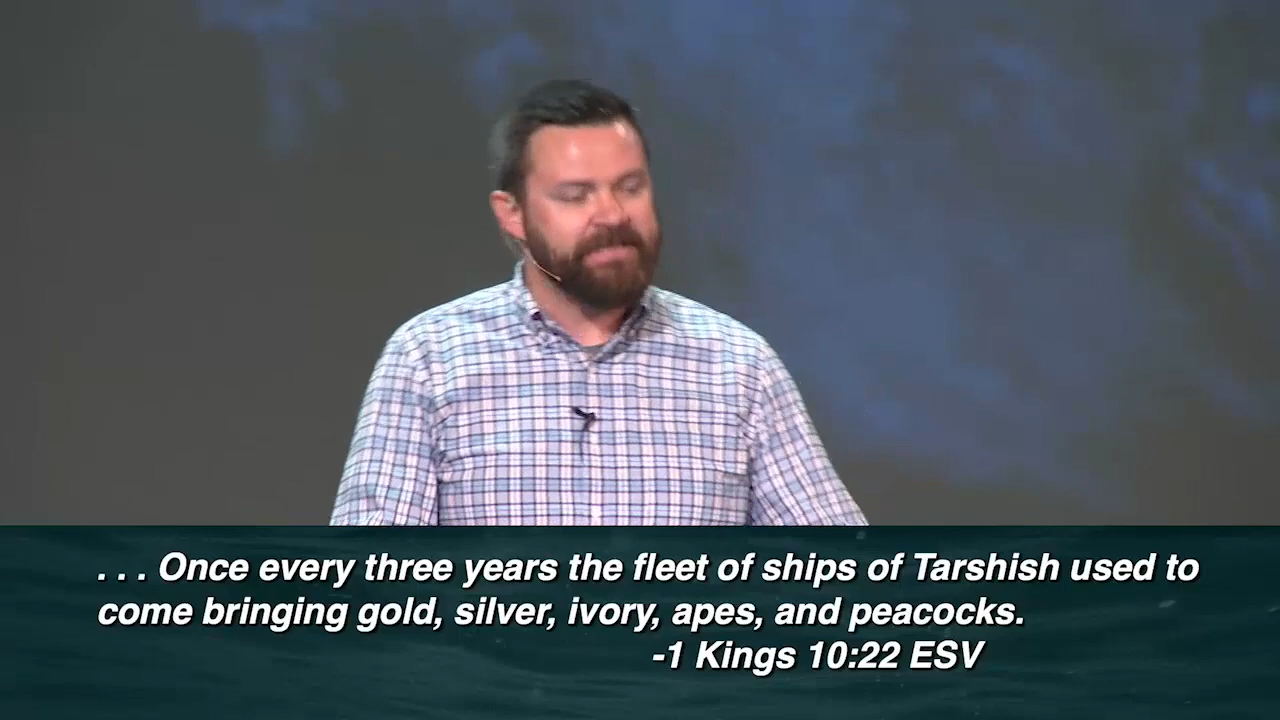 . . . Once every three years the fleet of ships of Tarshish used to
come bringing gold, silver, ivory, apes, and peacocks.
-1 Kings 10:22 ESV